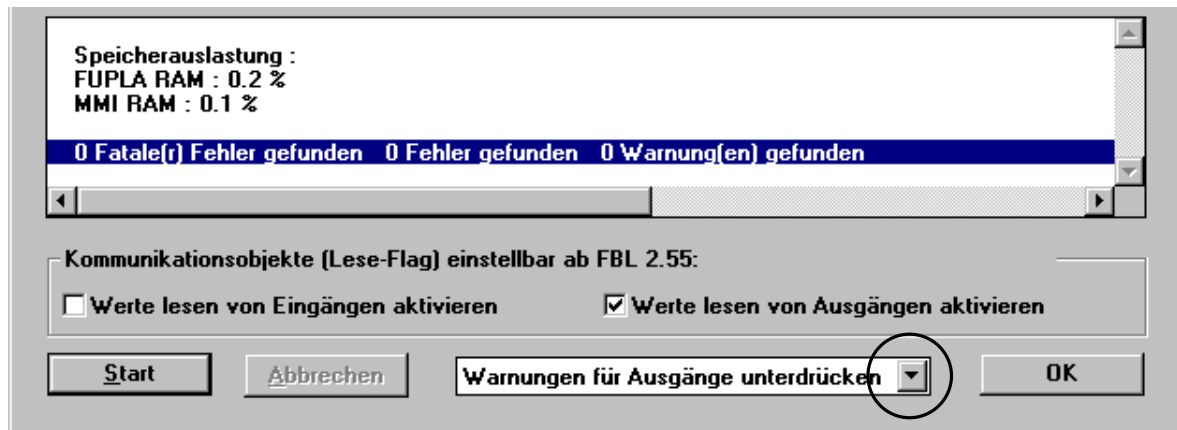 Speicherauslastung :
FUPLA RAM : 0.2 %
MMI RAM : 0.1 %
0 Fatale(r) Fehler gefunden 0 Fehler gefunden 0 Warnung(en) gefunden
Kommunikationsobjekte (Lese-Flag) einstellbar ab FBL 2.55:
Werte lesen von Eingängen aktivieren Werte lesen von Ausgängen aktivieren
Start Abbrechen Warnungen für Ausgänge unterdrücken OK